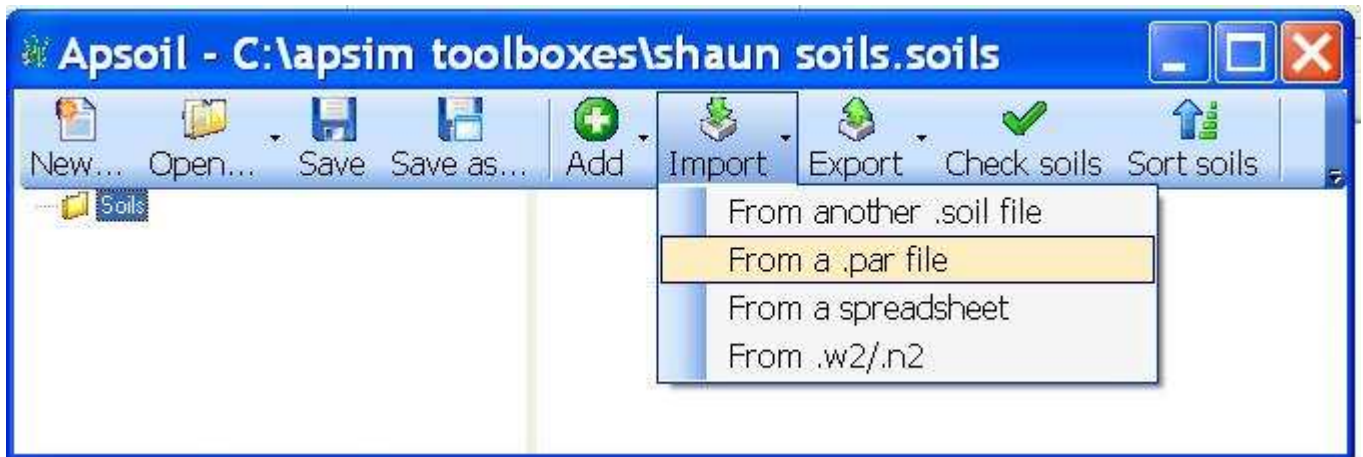 Apsoil - C:\apsim toolboxes\shaun soils.soils
New... Open... Save Save as... Add Import Export Check soils Sort soils
Soils
From another .soil file
From a .par file
From a spreadsheet
From .w2/.n2